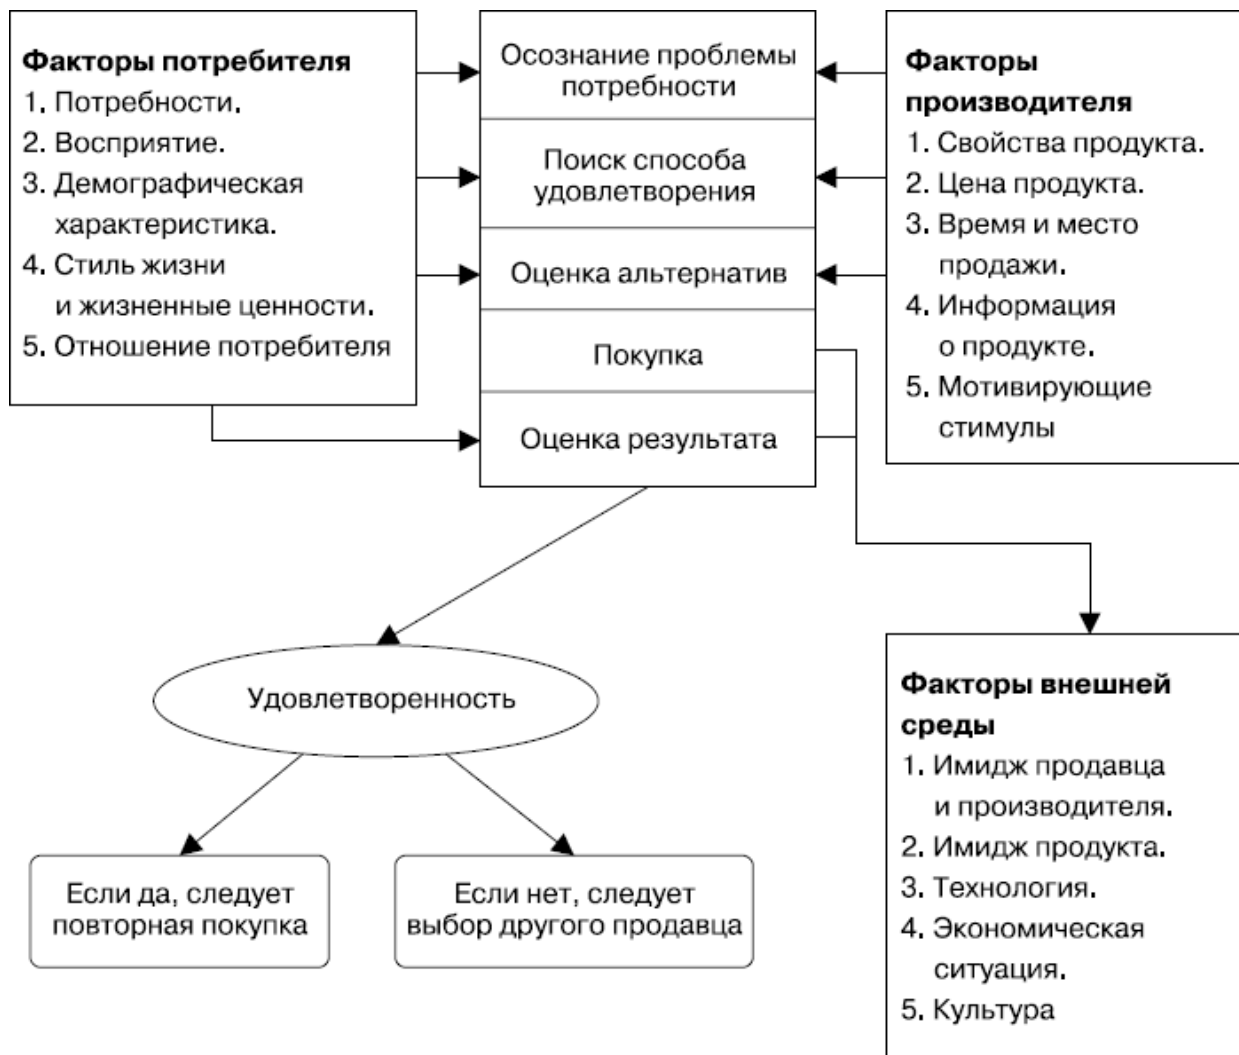 Факторы потребителя
1. Потребности.
2. Восприятие.
3. Демографическая
характеристика.
4. Стиль жизни
и жизненные ценности.
5. Отношение потребителя
Осознание проблемы
потребности
Поиск способа
удовлетворения
Оценка альтернатив
Покупка
Оценка результата
Факторы
производителя
1. Свойства продукта.
2. Цена продукта.
3. Время и место
продажи.
4. Информация
о продукте.
5. Мотивирующие
стимулы
Удовлетворенность
Если да, следует
повторная покупка
Если нет, следует
выбор другого продавца
Факторы внешней
среды
1. Имидж продавца
и производителя.
2. Имидж продукта.
3. Технология.
4. Экономическая
ситуация.
5. Культура